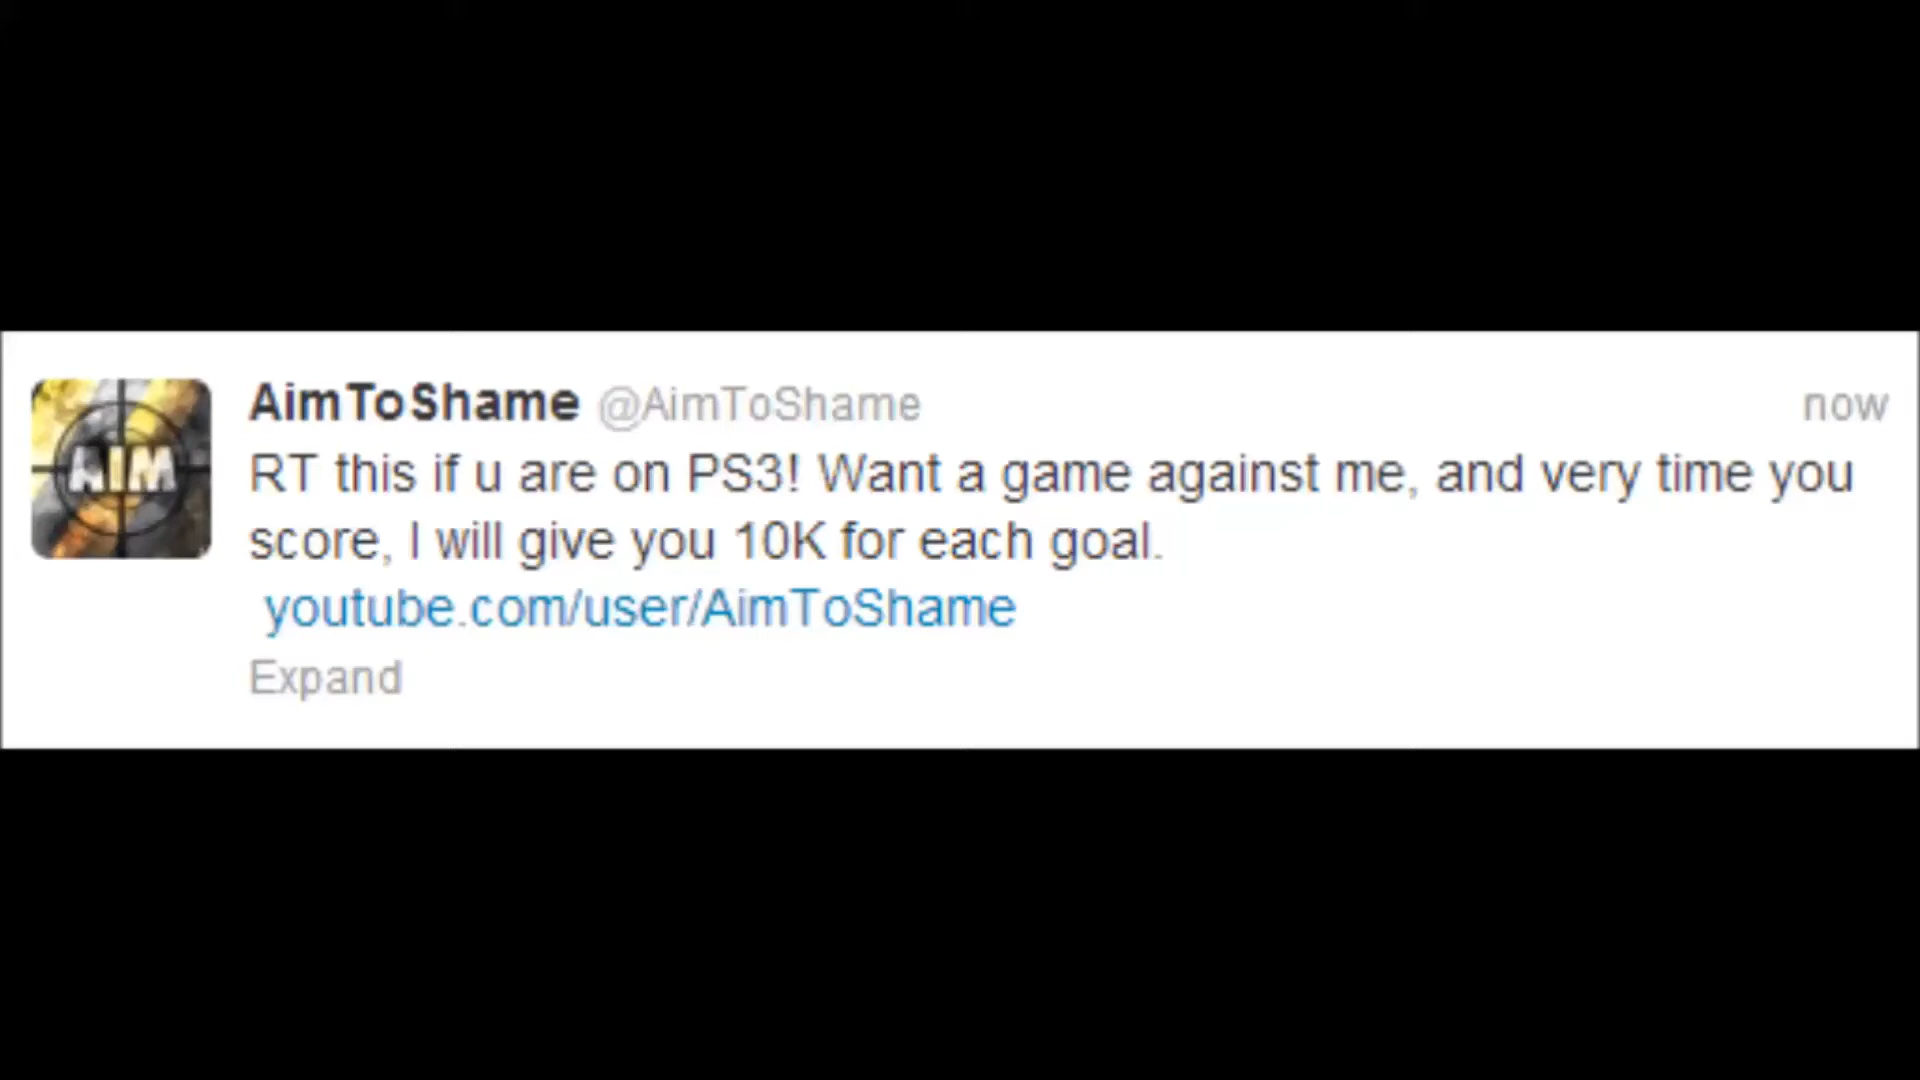 AimToShame @AimToShame now
RT this if u are on PS3! Want a game against me, and very time you
score, I will give you 10K for each goal.
youtube.com/user/AimToShame
Expand
AIM